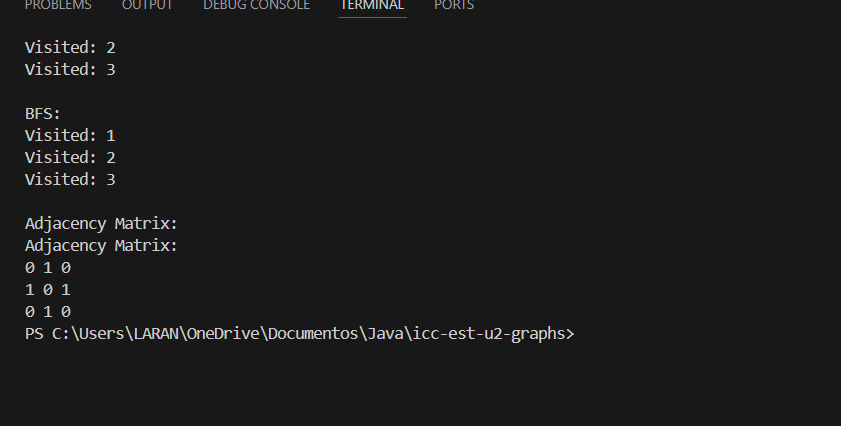 PROBLEMS OUTPUT DEBUG CONSOLE TERMINAL PORTS
Visited: 2
Visited: 3
BFS:
Visited: 1
Visited: 2
Visited: 3
Adjacency Matrix:
Adjacency Matrix:
0 1 0
1 0 1
0 1 0
PS C:\Users\LARAN\OneDrive\Documentos\Java\icc-est-u2-graphs>